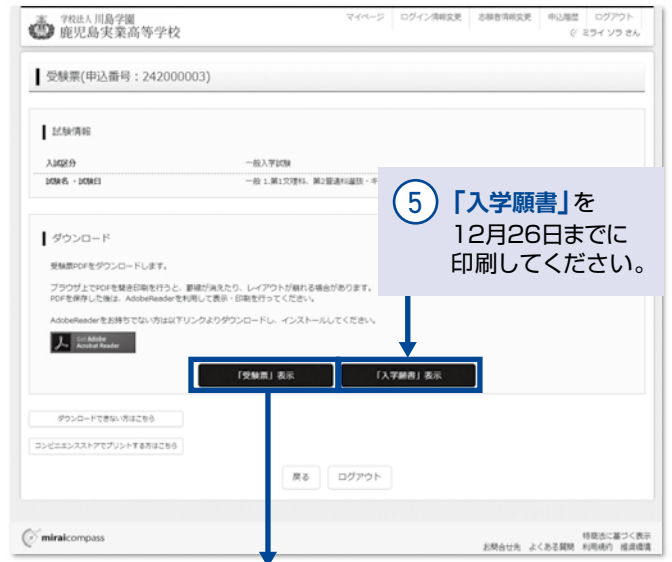 学校法人 川島学園
鹿児島実業高等学校
マイページ ログイン情報変更 志願者情報変更 申込履歴 ログアウト
ミライ ソラ さん
受験票(申込番号：242000003)
試験情報
入試区分 一般入学試験
試験名・試験日 一般 1.第1文理科、第2普通科選抜・キ
⑤ 「入学願書」を
12月26日までに
印刷してください。
ダウンロード
受験票PDFをダウンロードします。
ブラウザ上でPDFを開き印刷を行うと、罫線が消えたり、レイアウトが崩れる場合があります。
PDFを保存した後は、AdobeReaderを利用して表示・印刷を行ってください。
AdobeReaderをお持ちでない方は以下リンクよりダウンロードし、インストールしてください。
Get Adobe
Acrobat Reader
「受験票」表示 「入学願書」表示
ダウンロードできない方はこちら
コンビニエンスストアでプリントする方はこちら
戻る ログアウト
miraicompass
特商法に基づく表示
お問合せ先 よくある質問 利用規約 推奨環境